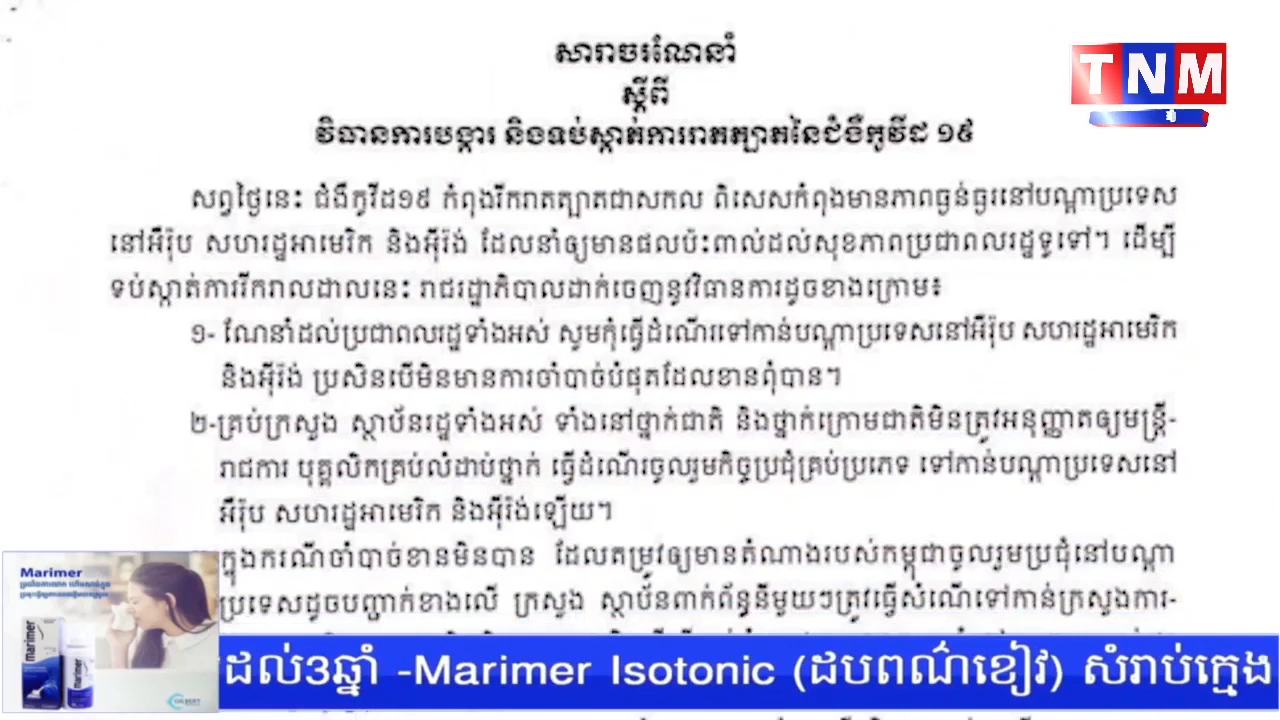 សារាចរណែនាំ
ស្តីពី
វិធានការបង្ការ និងទប់ស្កាត់ការរាតត្បាតនៃជំងឺកូវីដ ១៩
TNM
សព្វថ្ងៃនេះ ជំងឺកូវីដ១៩ កំពុងរីករាតត្បាតជាសកល ពិសេសកំពុងមានភាពធ្ងន់ធ្ងរនៅបណ្តាប្រទេស
នៅអឺរ៉ុប សហរដ្ឋអាមេរិក និងអ៊ីរ៉ង់ ដែលនាំឲ្យមានផលប៉ះពាល់ដល់សុខភាពប្រជាពលរដ្ឋទូទៅ។ ដើម្បី
ទប់ស្កាត់ការរីករាលដាលនេះ រាជរដ្ឋាភិបាលដាក់ចេញនូវវិធានការដូចខាងក្រោម៖
១- ណែនាំដល់ប្រជាពលរដ្ឋទាំងអស់ សូមកុំធ្វើដំណើរទៅកាន់បណ្តាប្រទេសនៅអឺរ៉ុប សហរដ្ឋអាមេរិក
និងអ៊ីរ៉ង់ ប្រសិនបើមិនមានការចាំបាច់បំផុតដែលខានពុំបាន។
២-គ្រប់ក្រសួង ស្ថាប័នរដ្ឋទាំងអស់ ទាំងនៅថ្នាក់ជាតិ និងថ្នាក់ក្រោមជាតិមិនត្រូវអនុញ្ញាតឲ្យមន្ត្រី-
រាជការ បុគ្គលិកគ្រប់លំដាប់ថ្នាក់ ធ្វើដំណើរចូលរួមកិច្ចប្រជុំគ្រប់ប្រភេទ ទៅកាន់បណ្តាប្រទេសនៅ
អឺរ៉ុប សហរដ្ឋអាមេរិក និងអ៊ីរ៉ង់ឡើយ។
ក្នុងករណីចាំបាច់ខានមិនបាន ដែលតម្រូវឲ្យមានតំណាងរបស់កម្ពុជាចូលរួមប្រជុំនៅបណ្តា
ប្រទេសដូចបញ្ជាក់ខាងលើ ក្រសួង ស្ថាប័នពាក់ព័ន្ធនីមួយៗត្រូវធ្វើសំណើទៅកាន់ក្រសួងការ-
Marimer
marimer
marimer
GILBERT
ដល់3ឆ្នាំ -Marimer Isotonic (ដបពណ៌ខៀវ) សំរាប់ក្មេង